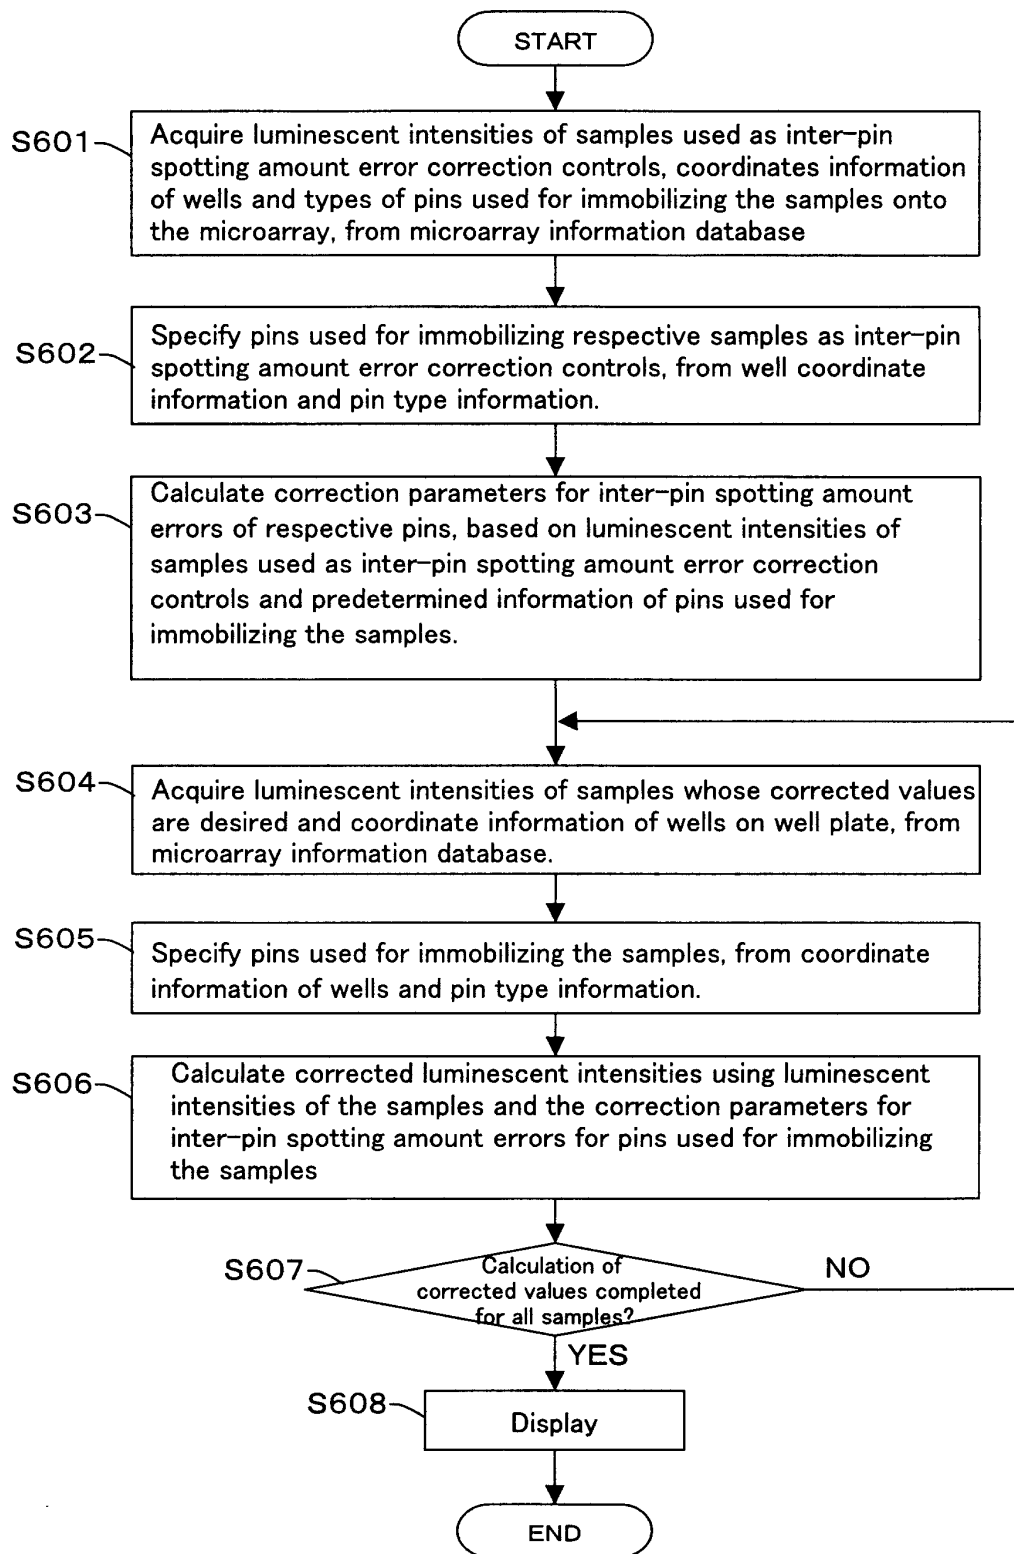 START
S601
Acquire luminescent intensities of samples used as inter-pin
spotting amount error correction controls, coordinates information
of wells and types of pins used for immobilizing the samples onto
the microarray, from microarray information database
S602
Specify pins used for immobilizing respective samples as inter-pin
spotting amount error correction controls, from well coordinate
information and pin type information.
S603
Calculate correction parameters for inter-pin spotting amount
errors of respective pins, based on luminescent intensities of
samples used as inter-pin spotting amount error correction
controls and predetermined information of pins used for
immobilizing the samples.
S604
Acquire luminescent intensities of samples whose corrected values
are desired and coordinate information of wells on well plate, from
microarray information database.
S605
Specify pins used for immobilizing the samples, from coordinate
information of wells and pin type information.
S606
Calculate corrected luminescent intensities using luminescent
intensities of the samples and the correction parameters for
inter-pin spotting amount errors for pins used for immobilizing
the samples
S607
Calculation of
corrected values completed
for all samples?
NO
YES
S608
Display
END